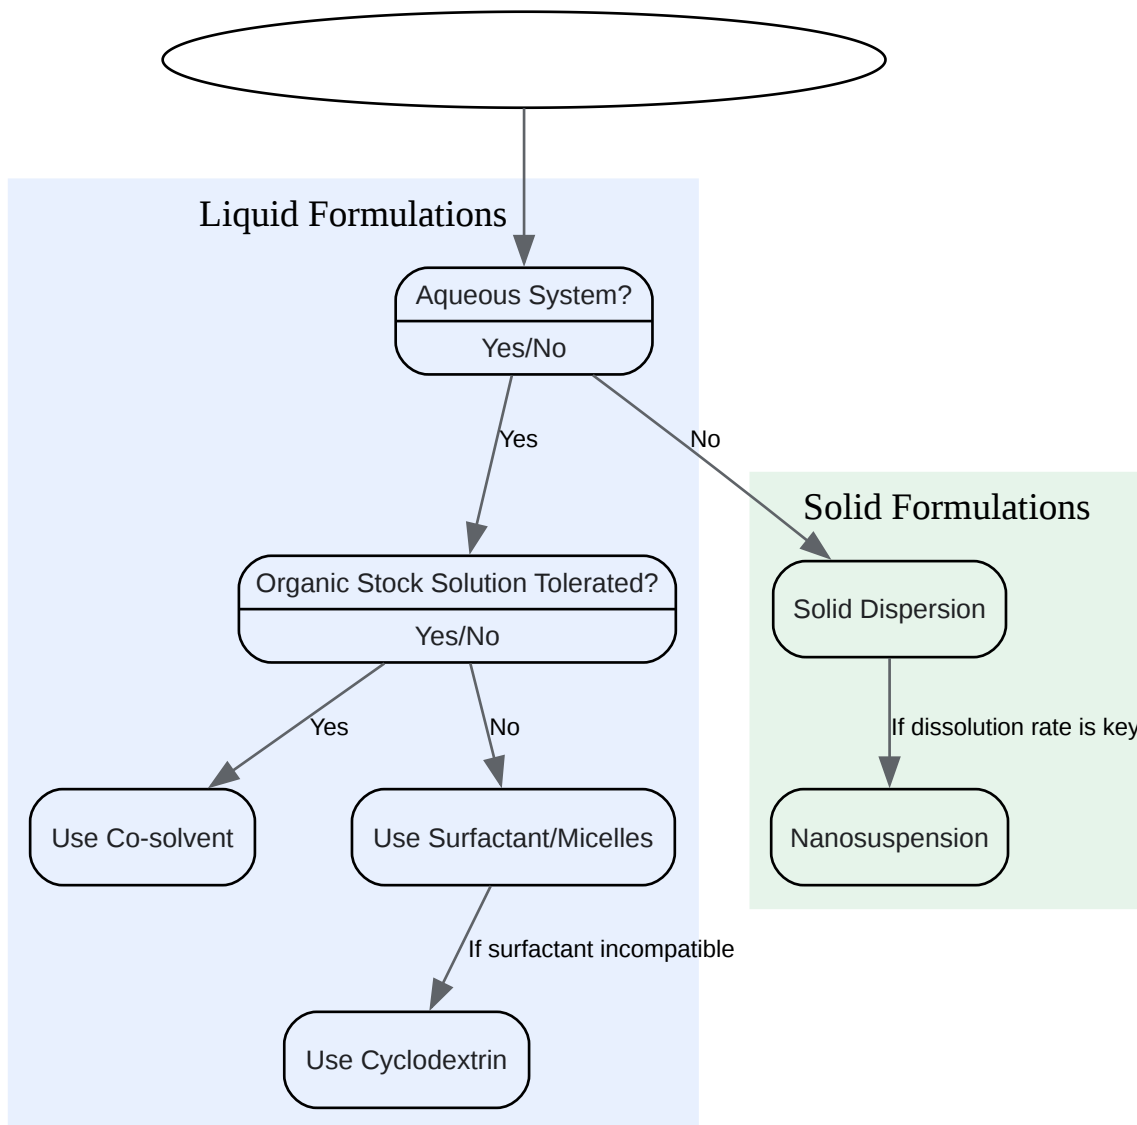 Liquid Formulations
Aqueous System?
Yes/No
Yes
No
Solid Formulations
Organic Stock Solution Tolerated?
Yes/No
Solid Dispersion
Yes
No
If dissolution rate is key
Use Co-solvent
Use Surfactant/Micelles
Nanosuspension
If surfactant incompatible
Use Cyclodextrin